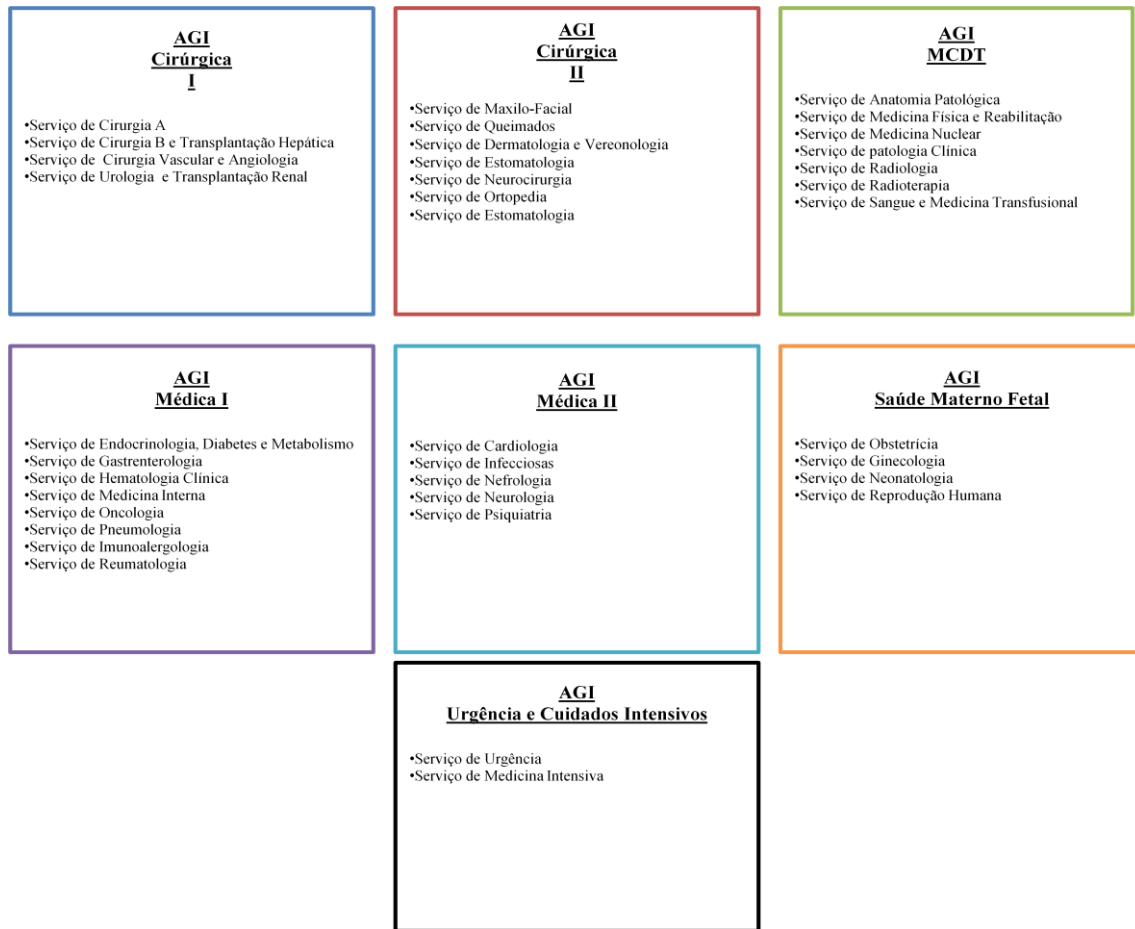 AGI
Cirúrgica
I
•Serviço de Cirurgia A
•Serviço de Cirurgia B e Transplantação Hepática
•Serviço de  Cirurgia Vascular e Angiologia
•Serviço de Urologia  e Transplantação Renal
AGI
Cirúrgica
II
•Serviço de Maxilo-Facial
•Serviço de Queimados
•Serviço de Dermatologia e Vereonologia
•Serviço de Estomatologia
•Serviço de Neurocirurgia
•Serviço de Ortopedia
•Serviço de Estomatologia
AGI
MCDT
•Serviço de Anatomia Patológica
•Serviço de Medicina Física e Reabilitação
•Serviço de Medicina Nuclear
•Serviço de patologia Clínica
•Serviço de Radiologia
•Serviço de Radioterapia
•Serviço de Sangue e Medicina Transfusional
AGI
Médica I
•Serviço de Endocrinologia, Diabetes e Metabolismo
•Serviço de Gastrenterologia
•Serviço de Hematologia Clínica
•Serviço de Medicina Interna
•Serviço de Oncologia
•Serviço de Pneumologia
•Serviço de Imunoalergologia
•Serviço de Reumatologia
AGI
Médica II
•Serviço de Cardiologia
•Serviço de Infecciosas
•Serviço de Nefrologia
•Serviço de Neurologia
•Serviço de Psiquiatria
AGI
Saúde Materno Fetal
•Serviço de Obstetrícia
•Serviço de Ginecologia
•Serviço de Neonatologia
•Serviço de Reprodução Humana
AGI
Urgência e Cuidados Intensivos
•Serviço de Urgência
•Serviço de Medicina Intensiva